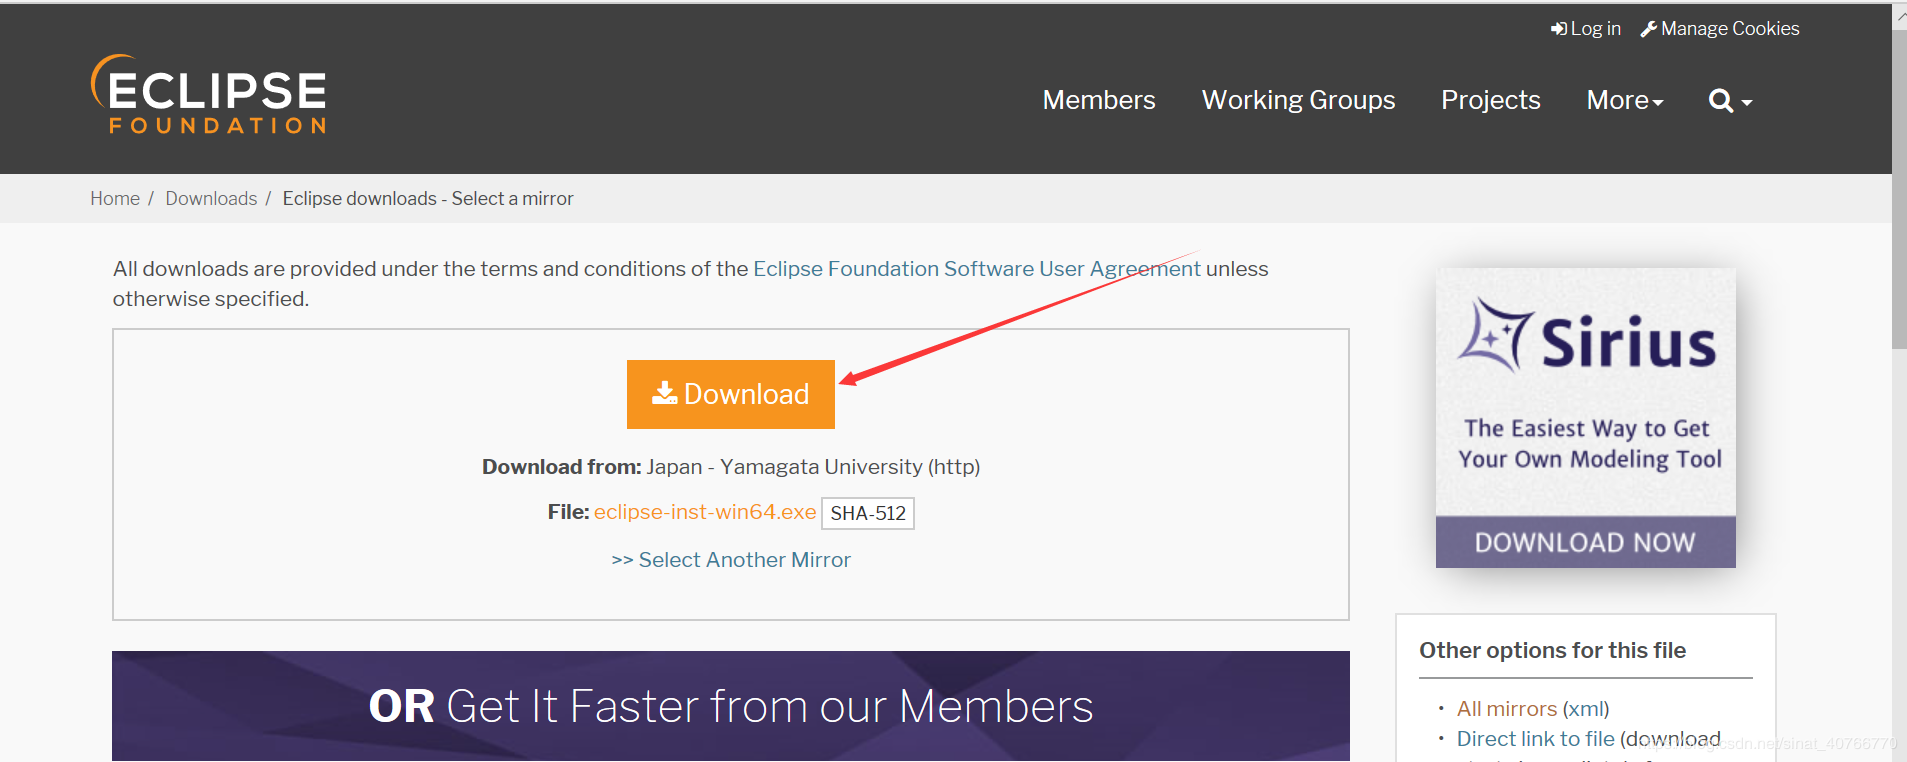 Log in Manage Cookies
ECLIPSE
FOUNDATION
Members Working Groups Projects More
Home / Downloads / Eclipse downloads - Select a mirror
All downloads are provided under the terms and conditions of the Eclipse Foundation Software User Agreement unless
otherwise specified.
Download
Download from: Japan - Yamagata University (http)
File: eclipse-inst-win64.exe SHA-512
>> Select Another Mirror
OR Get It Faster from our Members
Sirius
The Easiest Way to Get
Your Own Modeling Tool
DOWNLOAD NOW
Other options for this file
• All mirrors (xml)
• Direct link to file (download
https://blog.csdn.net/sinat_40766770